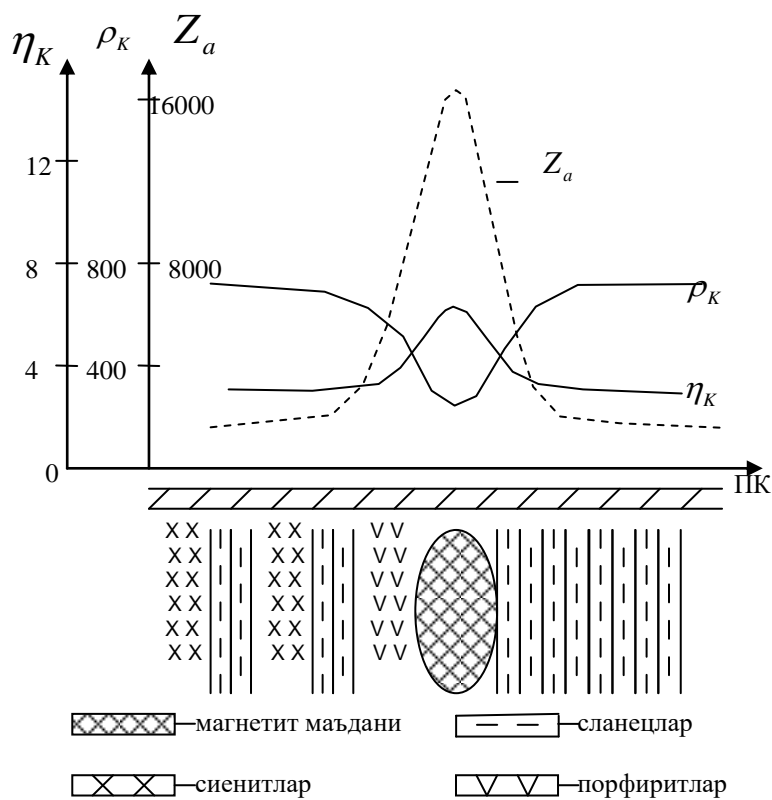 η_K ρ_K Z_a
16000
12
Z_a
8 800 8000
ρ_K
4 400
η_K
0
ПК
магнетит маъдани
сланецлар
сиенитлар
порфиритлар